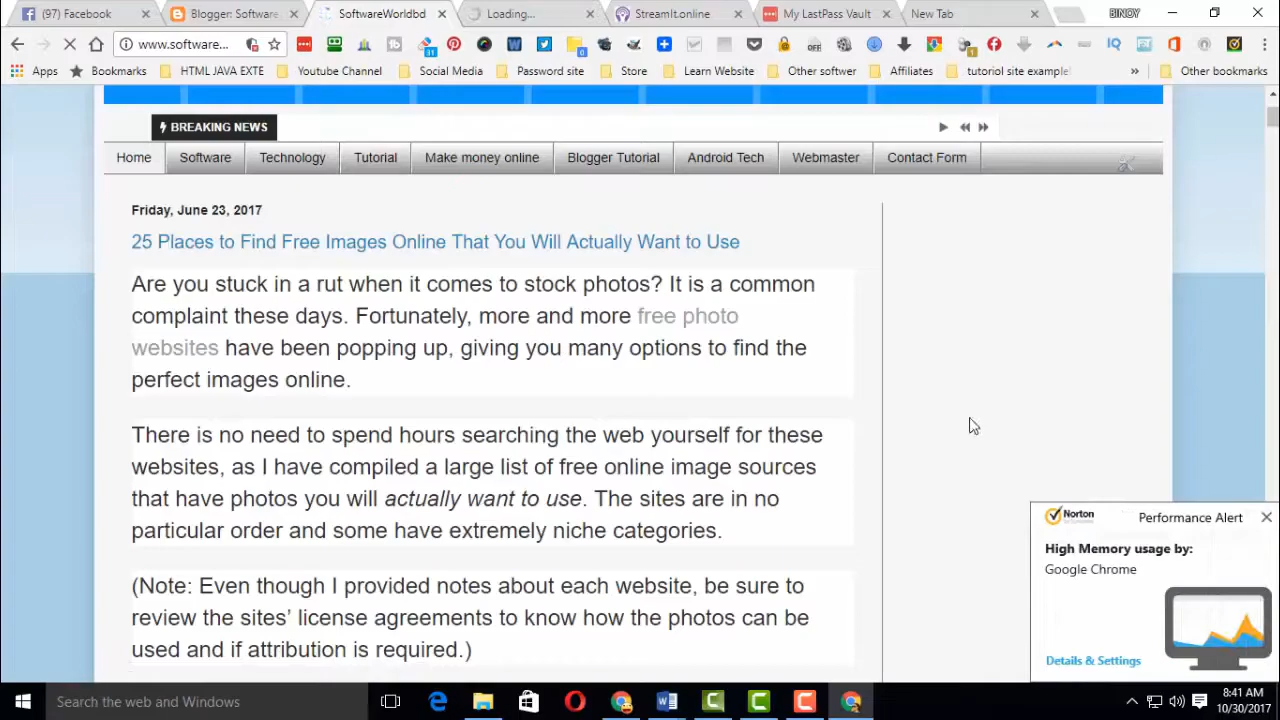 (97) Facebook
Blogger: Software
SoftwareWorldbd
Loading...
StreamIt.online
My LastPass Vault
New Tab
BINOY
www.software...
Apps
Bookmarks
HTML JAVA EXTE
Youtube Channel
Social Media
Password site
Store
Learn Website
Other softwer
Affiliates
tutoriol site example
Other bookmarks
BREAKING NEWS
Home Software Technology Tutorial Make money online Blogger Tutorial Android Tech Webmaster Contact Form
Friday, June 23, 2017
25 Places to Find Free Images Online That You Will Actually Want to Use
Are you stuck in a rut when it comes to stock photos? It is a common
complaint these days. Fortunately, more and more free photo
websites have been popping up, giving you many options to find the
perfect images online.
There is no need to spend hours searching the web yourself for these
websites, as I have compiled a large list of free online image sources
that have photos you will actually want to use. The sites are in no
particular order and some have extremely niche categories.
(Note: Even though I provided notes about each website, be sure to
review the sites’ license agreements to know how the photos can be
used and if attribution is required.)
Norton
Performance Alert
High Memory usage by:
Google Chrome
Details & Settings
Search the web and Windows
8:41 AM
10/30/2017